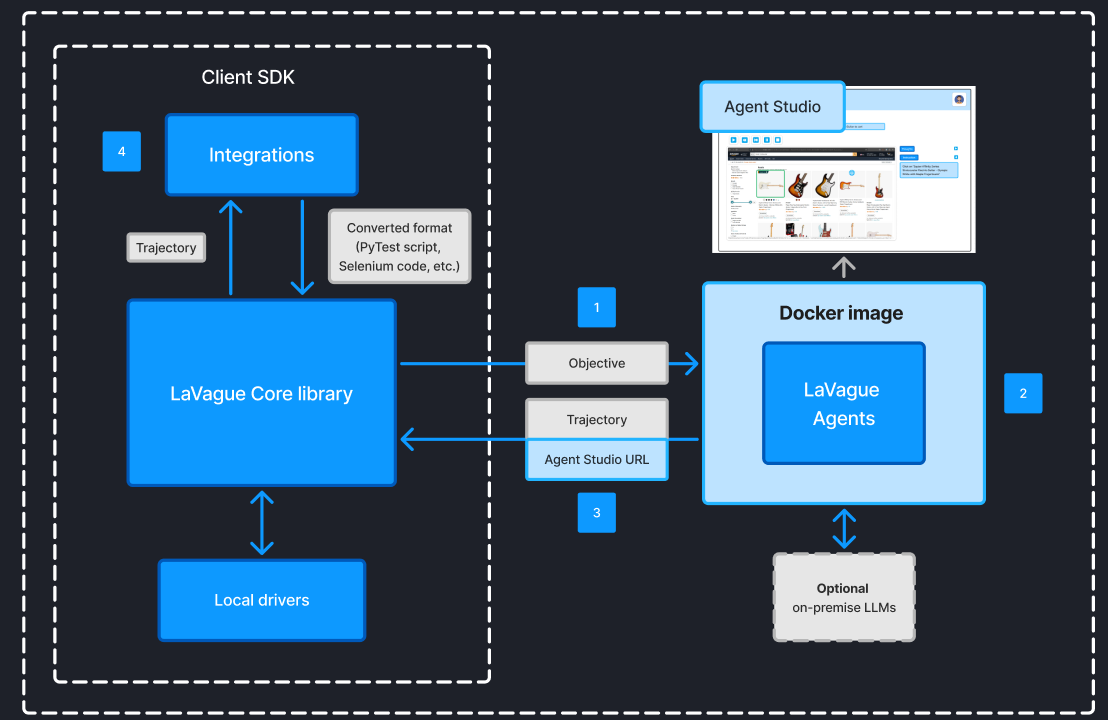 Client SDK
4
Integrations
Trajectory
Converted format
(PyTest script,
Selenium code, etc.)
LaVague Core library
Local drivers
1
Objective
Trajectory
Agent Studio URL
3
Agent Studio
Docker image
LaVague
Agents
2
Optional
on-premise LLMs